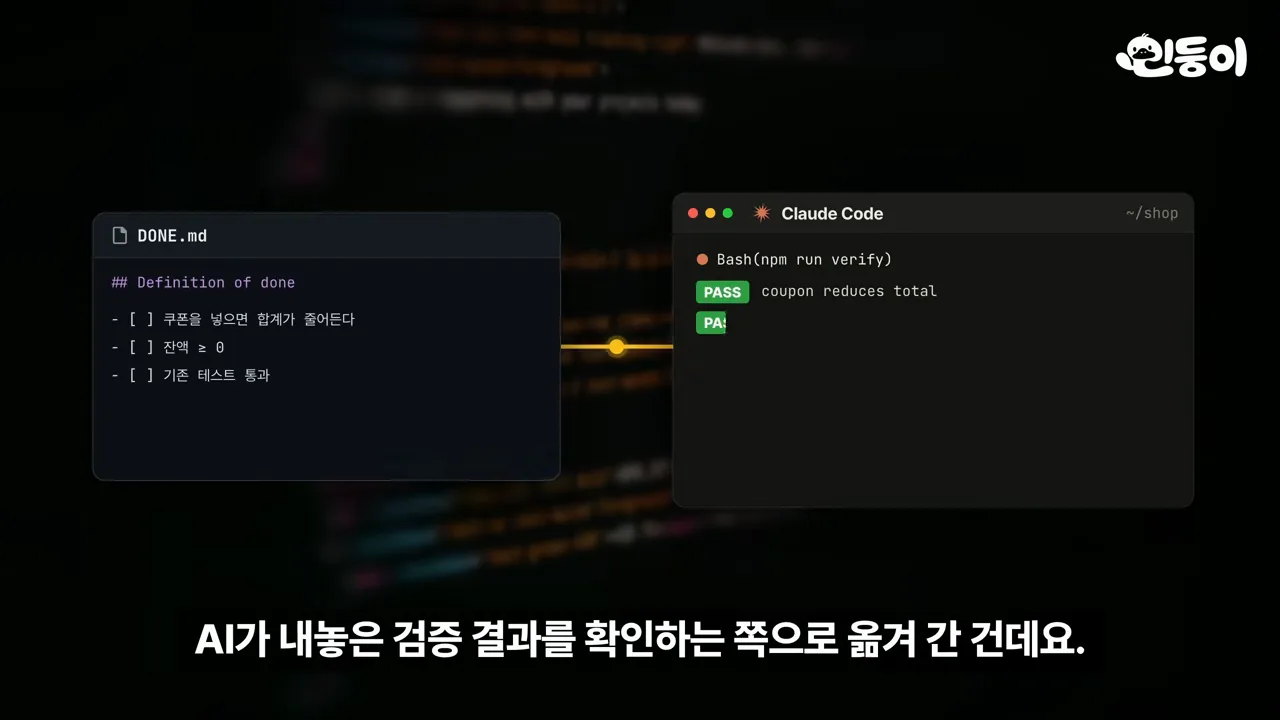 인둥이
DONE.md
## Definition of done
- [ ] 쿠폰을 넣으면 합계가 줄어든다
- [ ] 잔액 ≥ 0
- [ ] 기존 테스트 통과
Claude Code
~/shop
Bash(npm run verify)
PASS coupon reduces total
PAS
AI가 내놓은 검증 결과를 확인하는 쪽으로 옮겨 간 건데요.